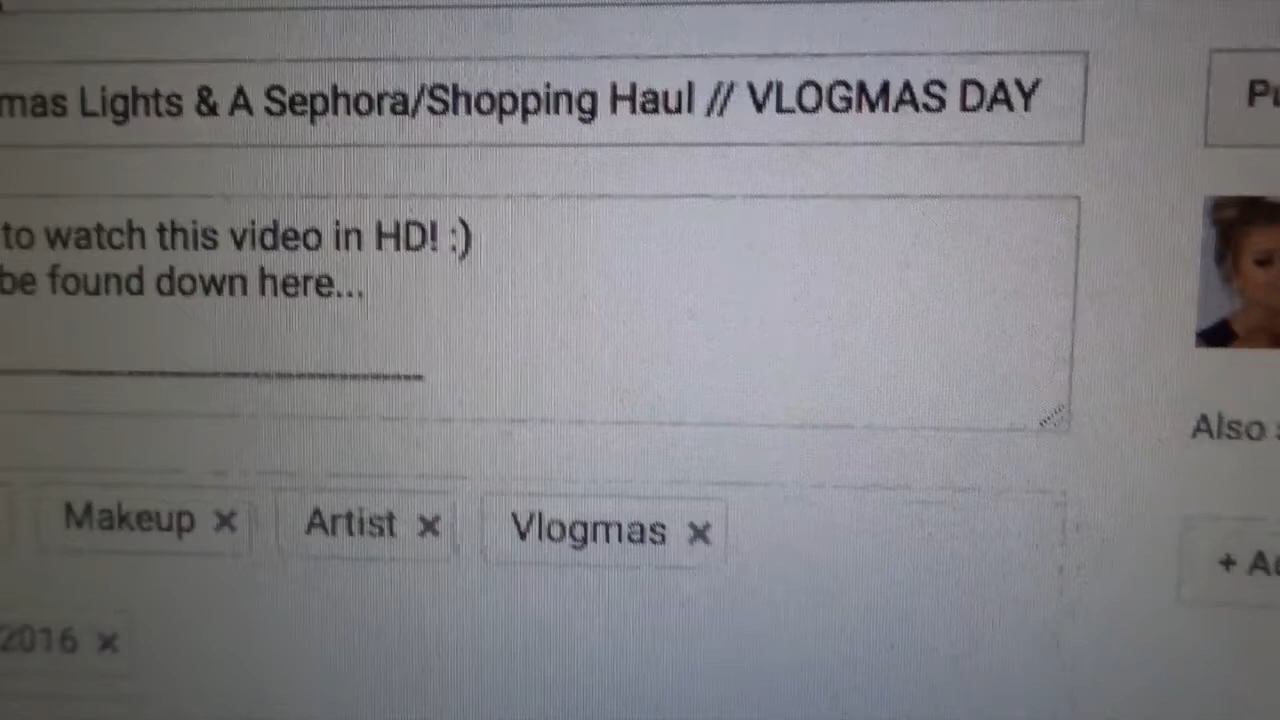 mas Lights & A Sephora/Shopping Haul // VLOGMAS DAY
to watch this video in HD! :)
be found down here...
Also
Makeup x Artist x Vlogmas x
+
2016 x